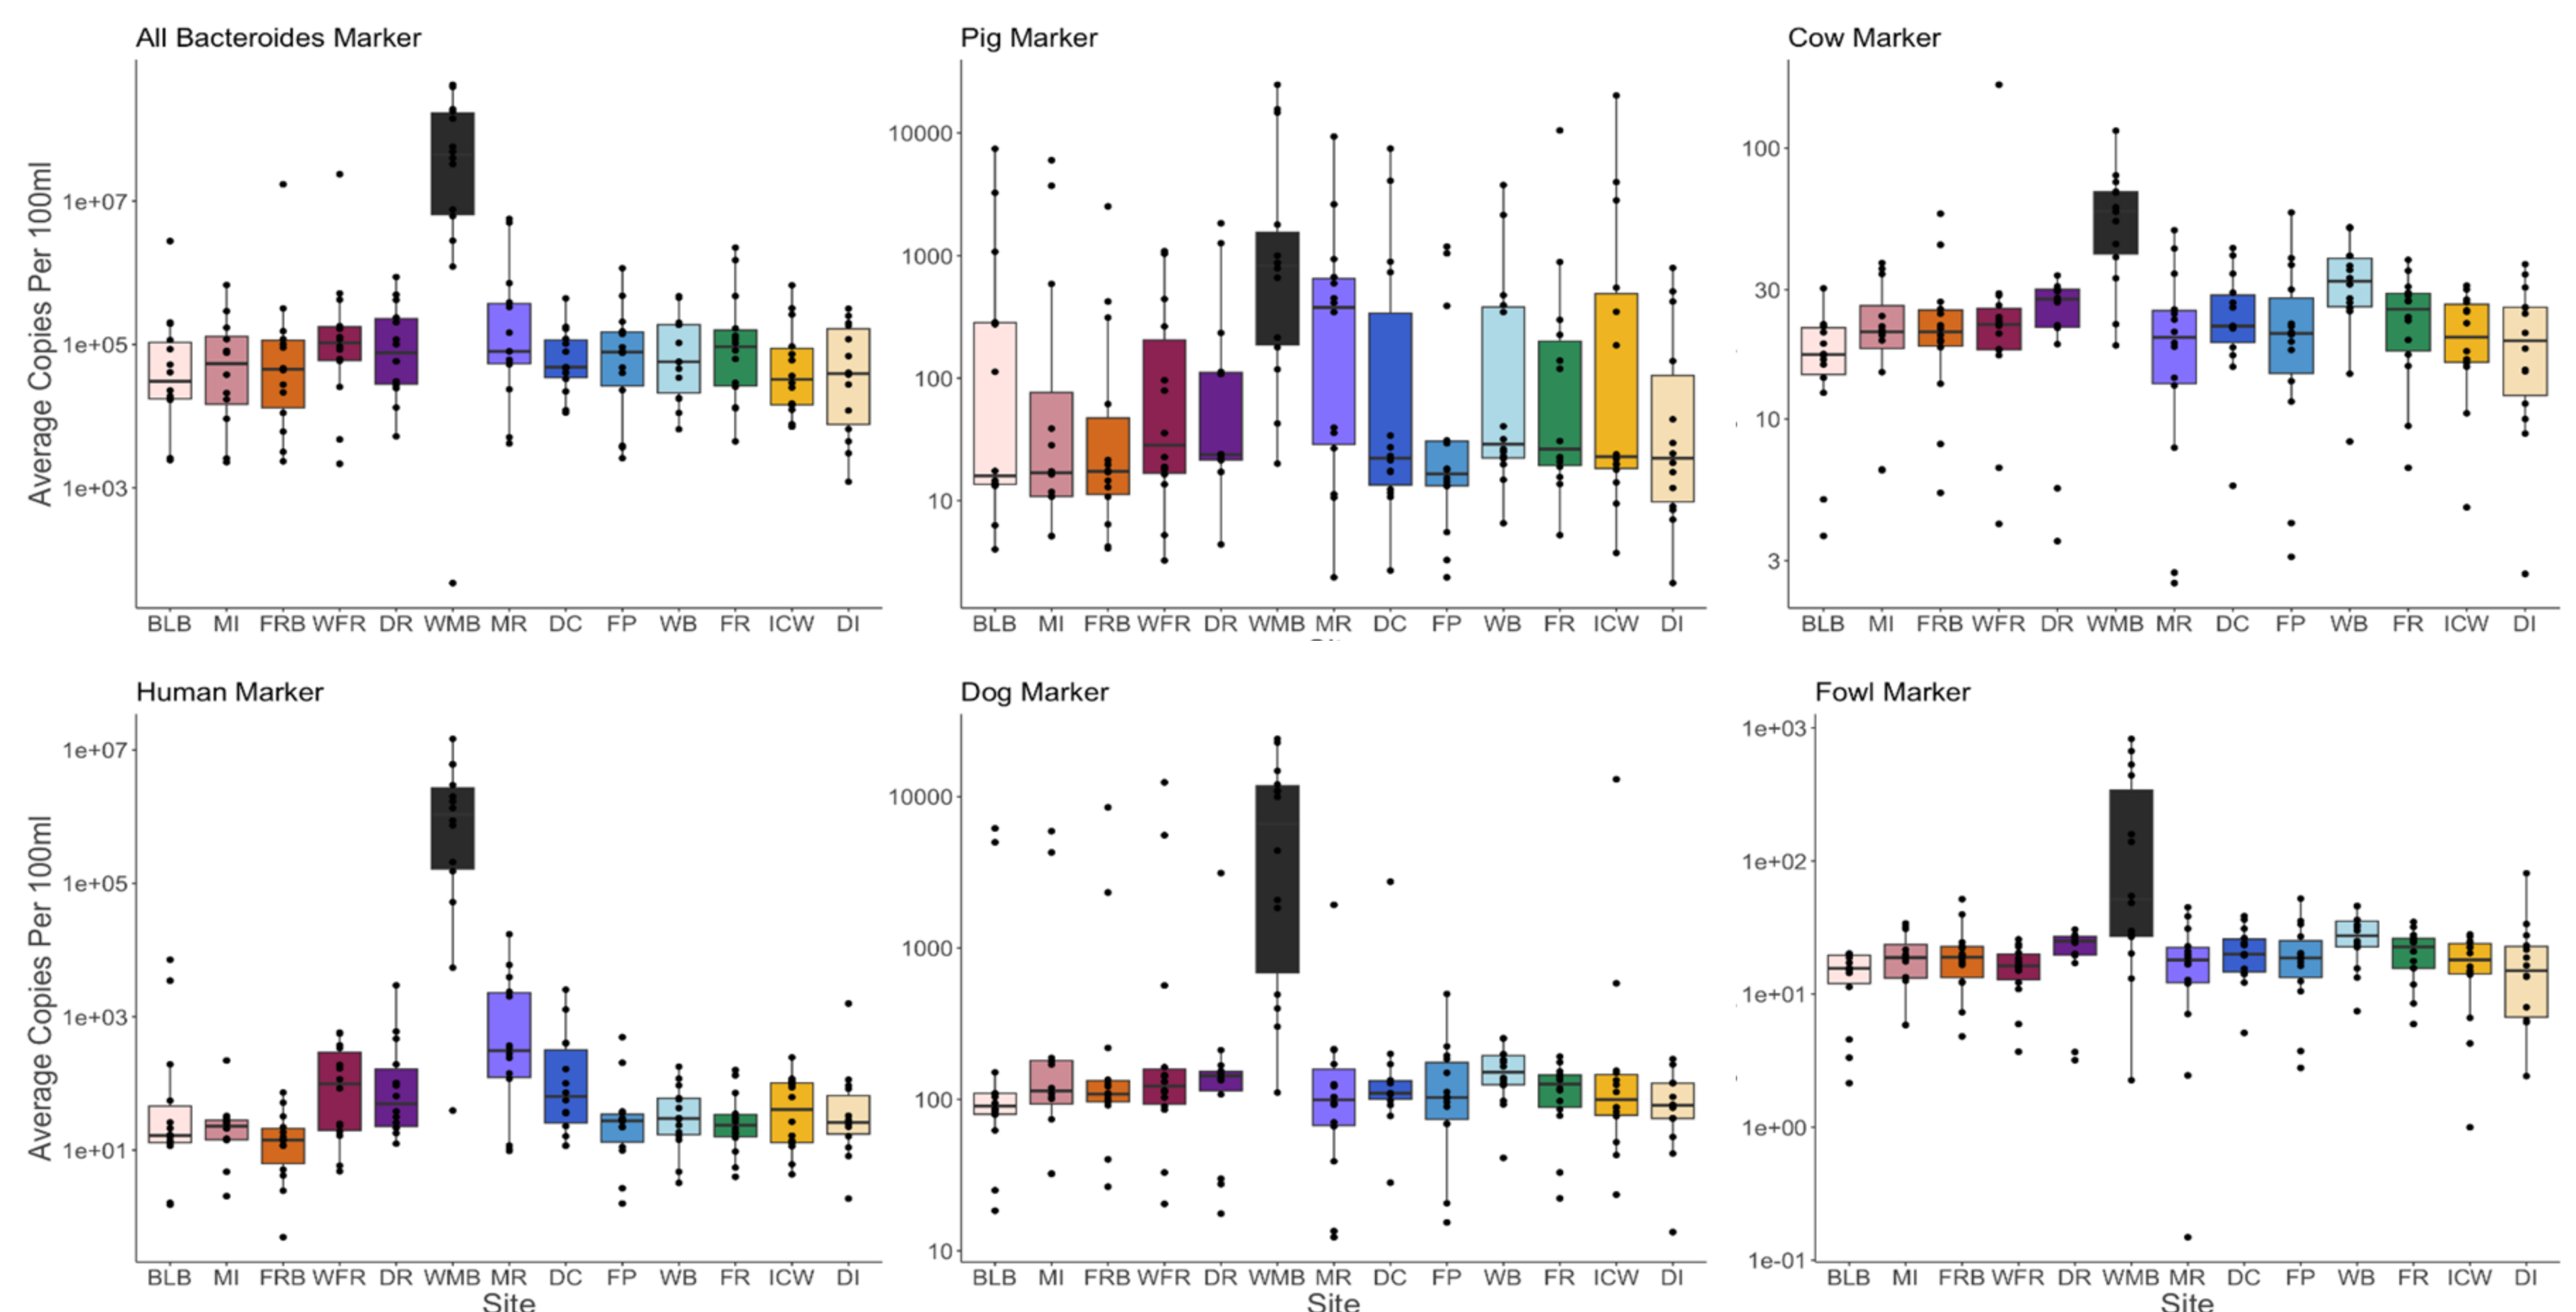 All Bacteroides Marker
Average Copies Per 100ml
1e+07
1e+05
1e+03
BLB MI FRB WFR DR WMB MR DC FP WB FR ICW DI
Pig Marker
10000
1000
100
10
BLB MI FRB WFR DR WMB MR DC FP WB FR ICW DI
Cow Marker
100
30
10
3
BLB MI FRB WFR DR WMB MR DC FP WB FR ICW DI
Human Marker
Average Copies Per 100ml
1e+07
1e+05
1e+03
1e+01
BLB MI FRB WFR DR WMB MR DC FP WB FR ICW DI
Site
Dog Marker
10000
1000
100
10
BLB MI FRB WFR DR WMB MR DC FP WB FR ICW DI
Site
Fowl Marker
1e+03
1e+02
1e+01
1e+00
1e-01
BLB MI FRB WFR DR WMB MR DC FP WB FR ICW DI
Site